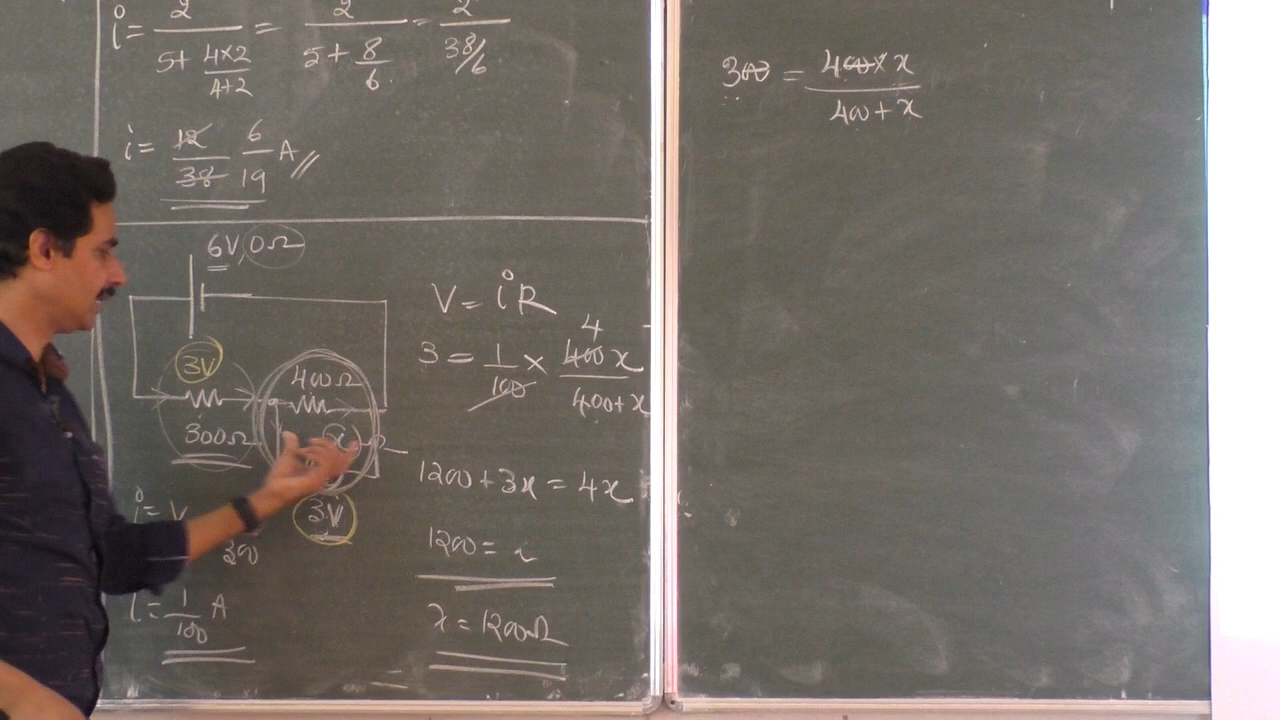 i = 2 / (5 + (4×2)/(4+2)) = 2 / (5 + 8/6) = 2 / (38/6)
i = 12/38 6/19 A //
6V, 0Ω
3V
400Ω
300Ω
x
3V
i = V
300
i = 1/100 A
V = iR
3 = 1/100 × 400x / (400+x)
4
1200 + 3x = 4x
1200 = x
x = 1200Ω
300 = 400 × x / (400 + x)